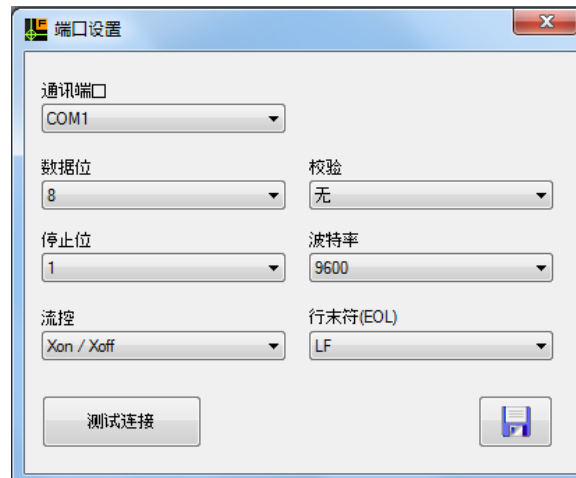 端口设置
通讯端口
COM1
数据位
校验
8
无
停止位
波特率
1
9600
流控
行末符(EOL)
Xon / Xoff
LF
测试连接